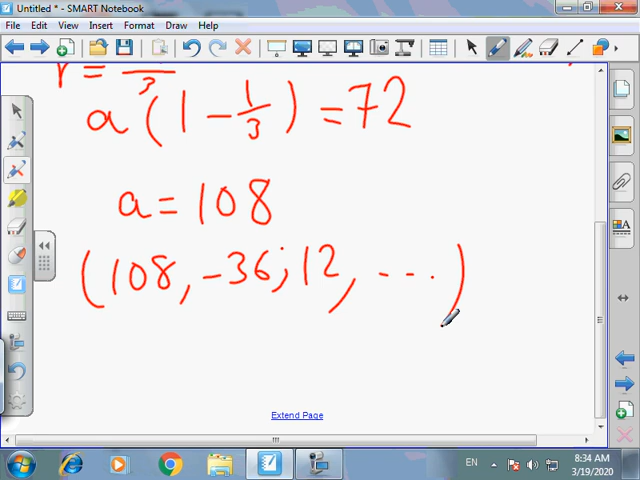 Untitled * - SMART Notebook
File Edit View Insert Format Draw Help
r = 3
a (1 - 1/3) = 72
a = 108
(108, -36; 12, ...)
Extend Page
EN
8:34 AM
3/19/2020